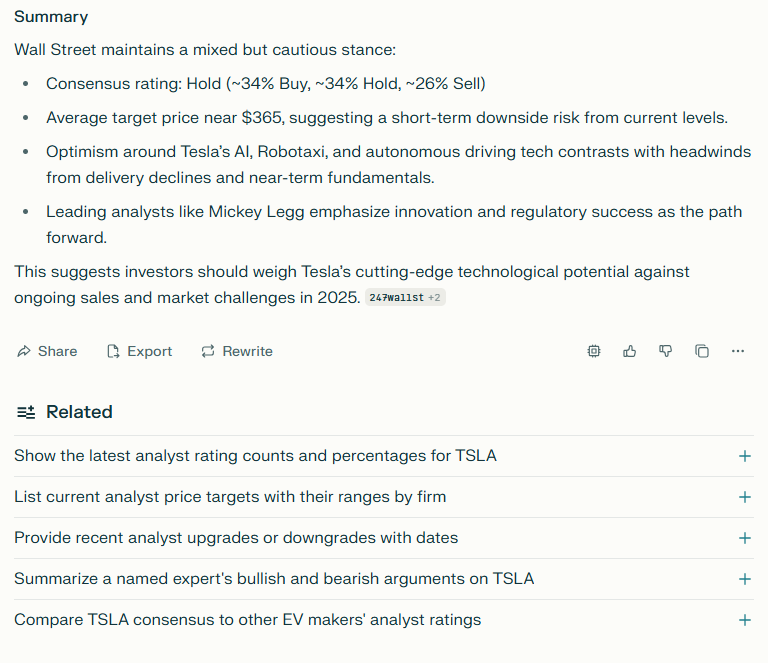 Summary
Wall Street maintains a mixed but cautious stance:
• Consensus rating: Hold (~34% Buy, ~34% Hold, ~26% Sell)
• Average target price near $365, suggesting a short-term downside risk from current levels.
• Optimism around Tesla's AI, Robotaxi, and autonomous driving tech contrasts with headwinds
from delivery declines and near-term fundamentals.
• Leading analysts like Mickey Legg emphasize innovation and regulatory success as the path
forward.
This suggests investors should weigh Tesla's cutting-edge technological potential against
ongoing sales and market challenges in 2025. 247wallst +2
Share Export Rewrite
Related
Show the latest analyst rating counts and percentages for TSLA
List current analyst price targets with their ranges by firm
Provide recent analyst upgrades or downgrades with dates
Summarize a named expert's bullish and bearish arguments on TSLA
Compare TSLA consensus to other EV makers' analyst ratings